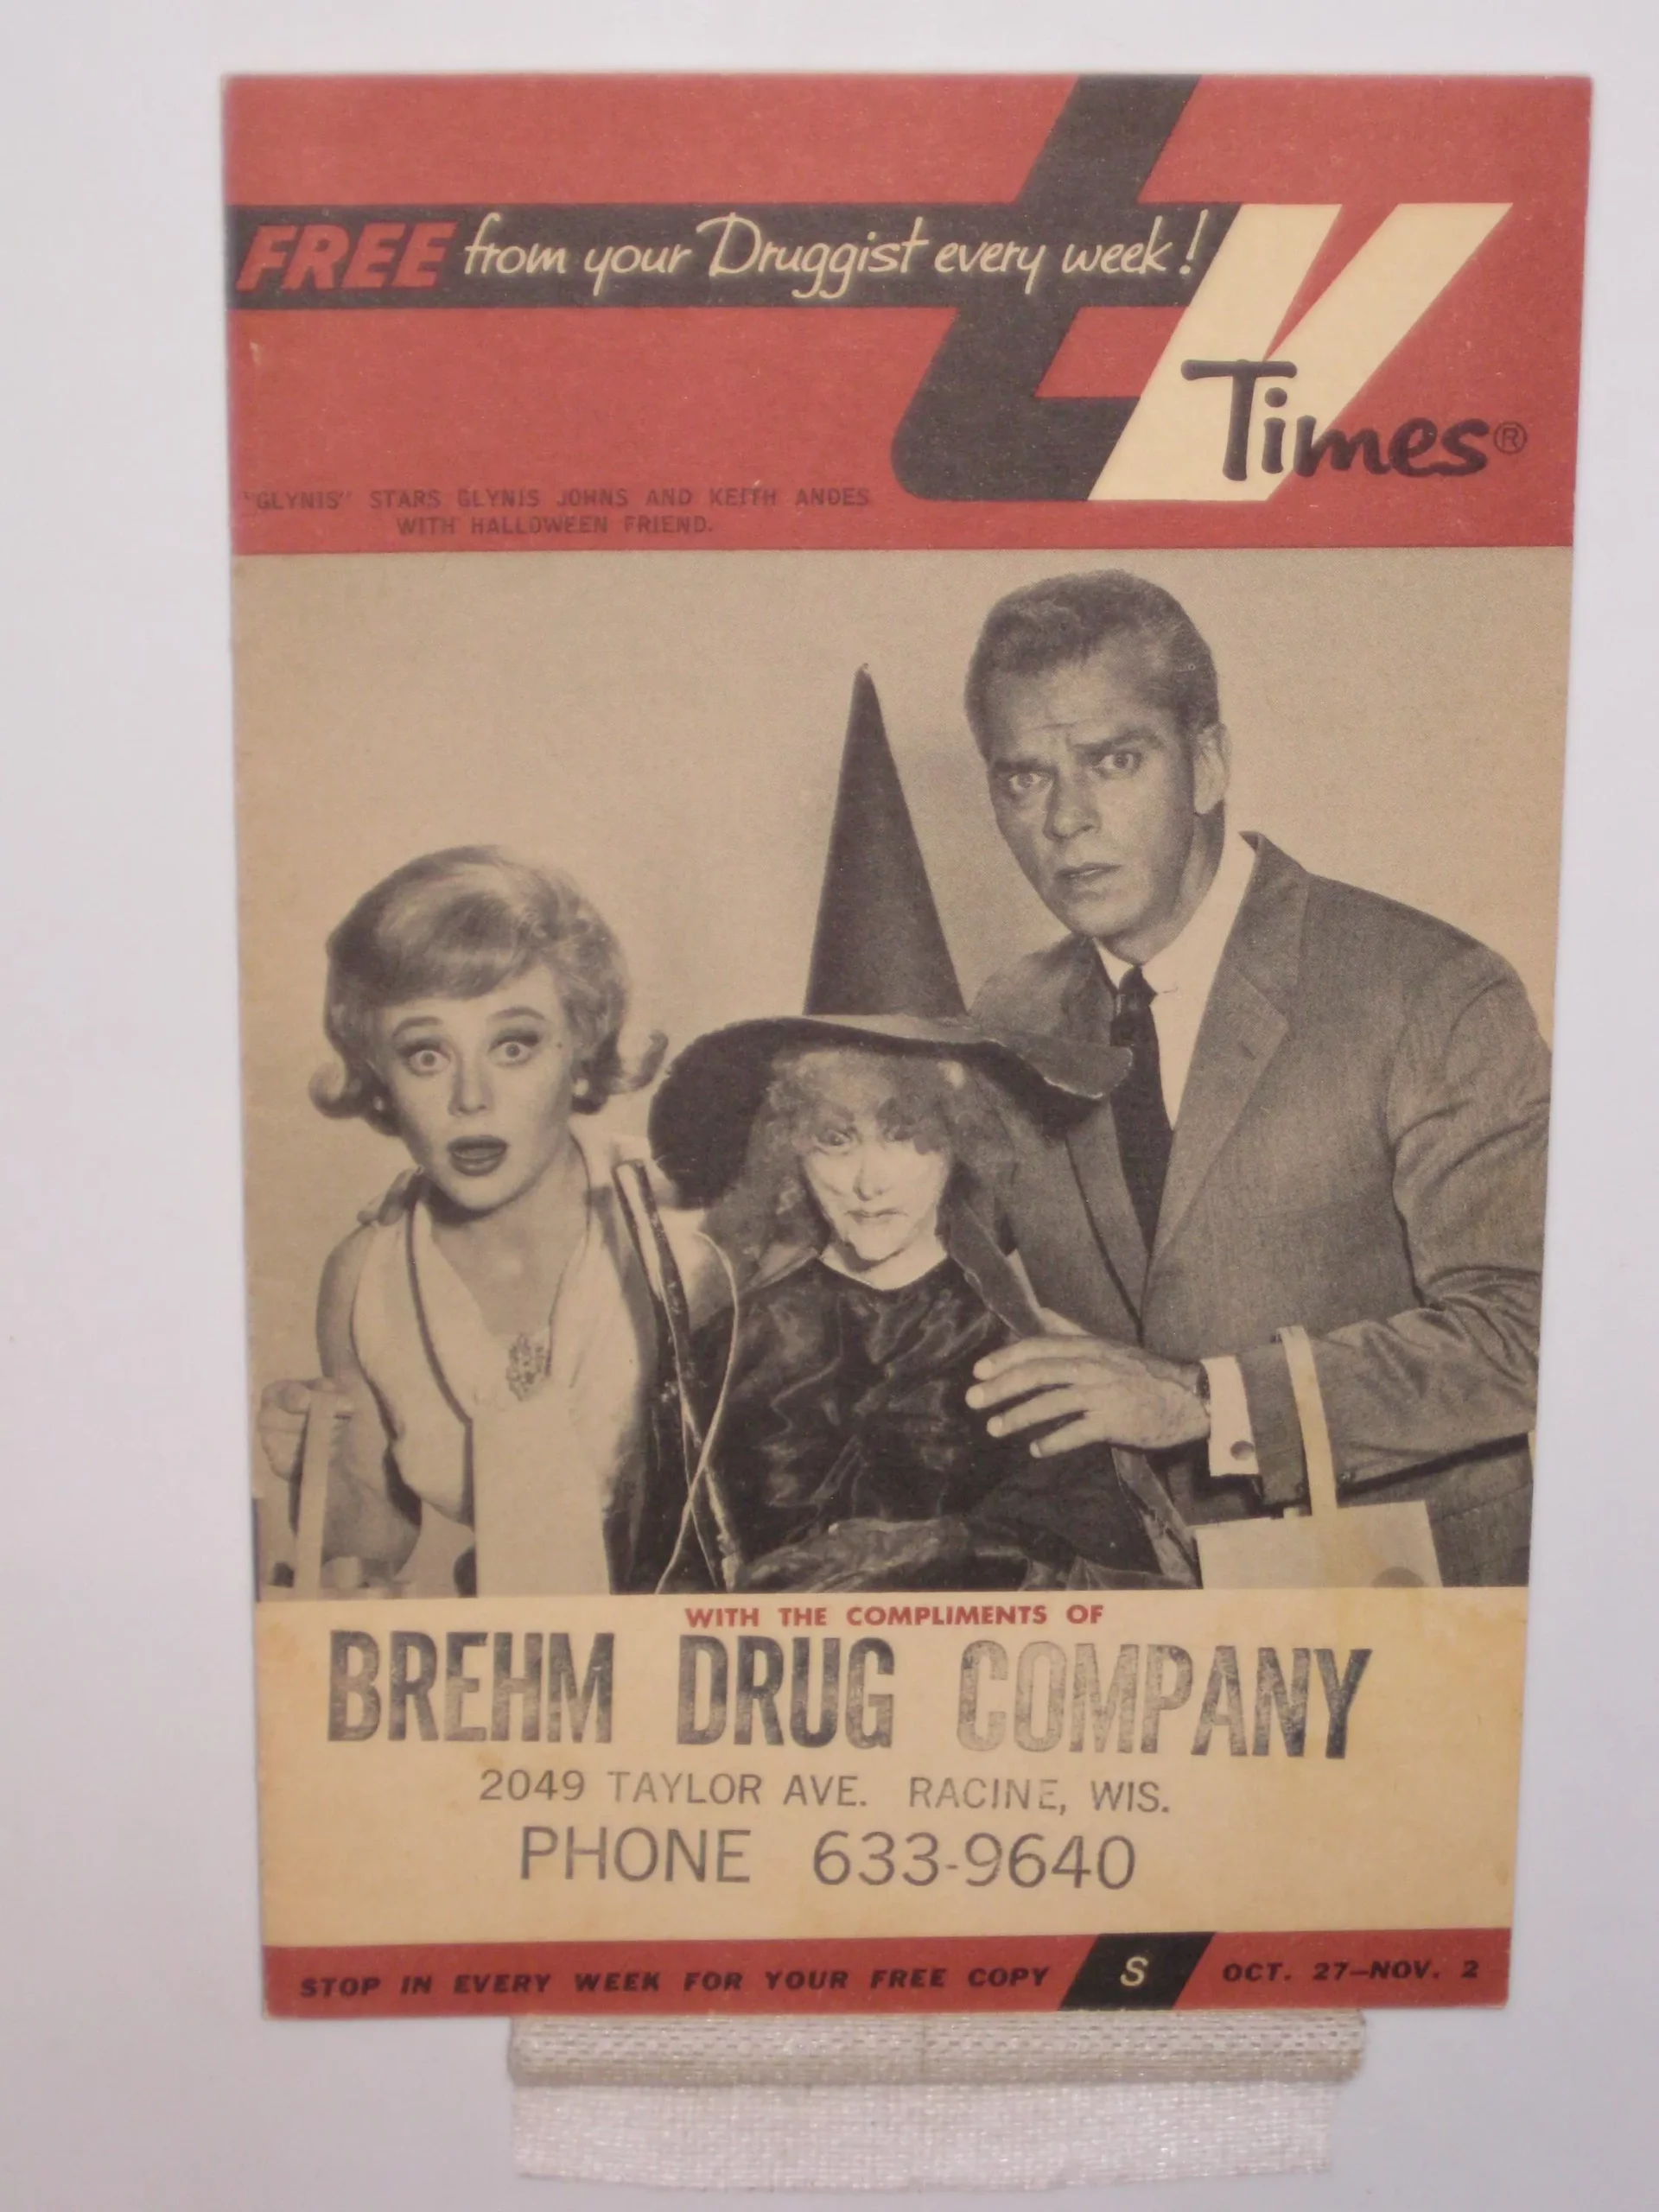 FREE from your Druggist every week!
tv
Times®
"GLYNIS" STARS GLYNIS JOHNS AND KEITH ANDES
WITH HALLOWEEN FRIEND.
WITH THE COMPLIMENTS OF
BREHM DRUG COMPANY
2049 TAYLOR AVE. RACINE, WIS.
PHONE 633-9640
STOP IN EVERY WEEK FOR YOUR FREE COPY S OCT. 27–NOV. 2